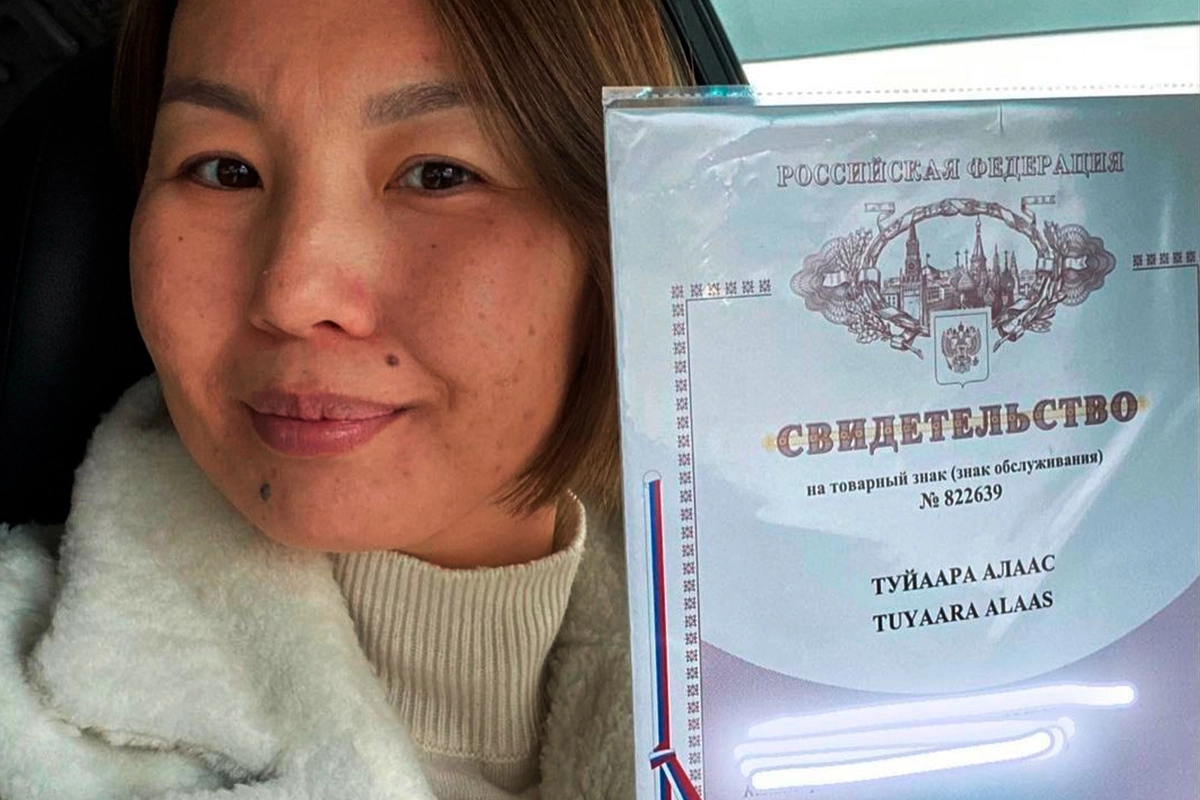 РОССИЙСКАЯ ФЕДЕРАЦИЯ
СВИДЕТЕЛЬСТВО
на товарный знак (знак обслуживания)
№ 822639
ТУЙААРА АЛААС
TUYAARA ALAAS